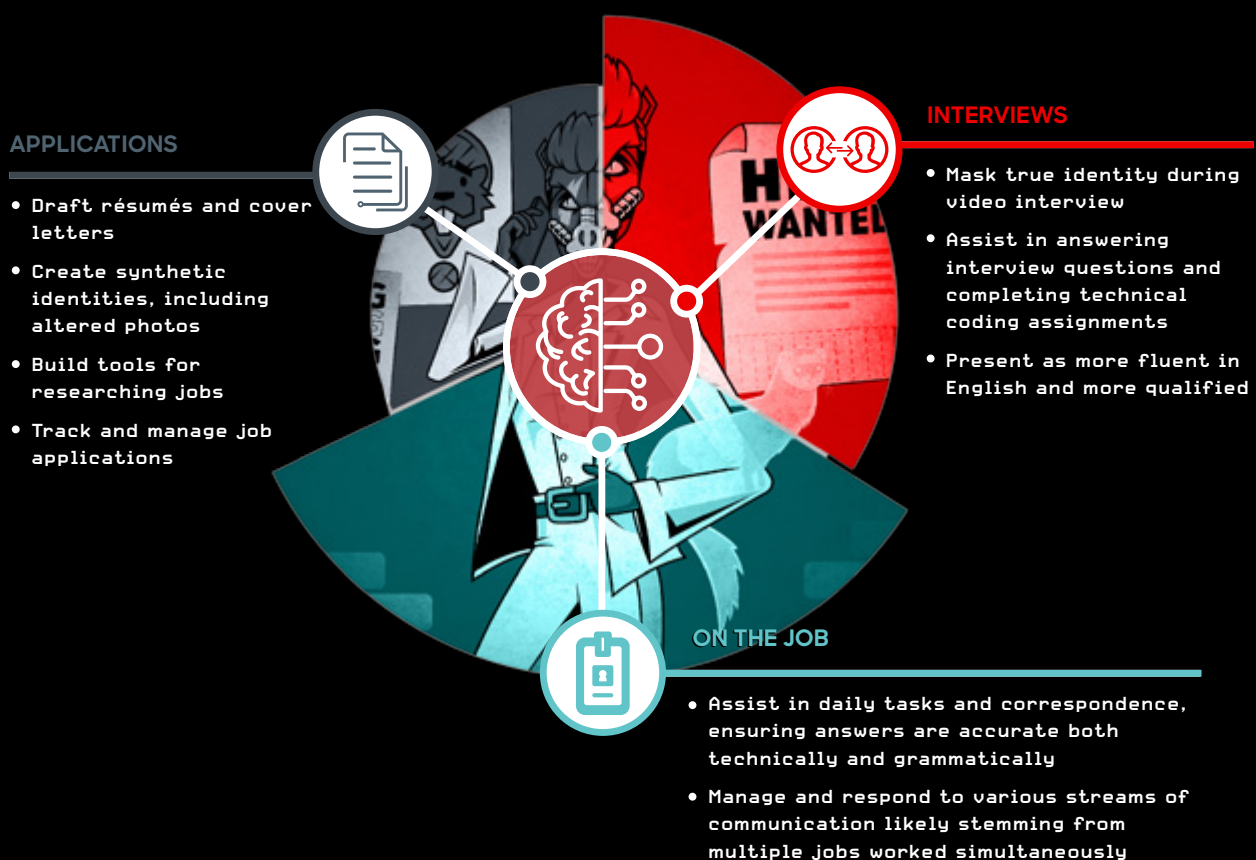 APPLICATIONS
• Draft résumés and cover
letters
• Create synthetic
identities, including
altered photos
• Build tools for
researching jobs
• Track and manage job
applications
INTERVIEWS
• Mask true identity during
video interview
• Assist in answering
interview questions and
completing technical
coding assignments
• Present as more fluent in
English and more qualified
WANTED
ON THE JOB
• Assist in daily tasks and correspondence,
ensuring answers are accurate both
technically and grammatically
• Manage and respond to various streams of
communication likely stemming from
multiple jobs worked simultaneously